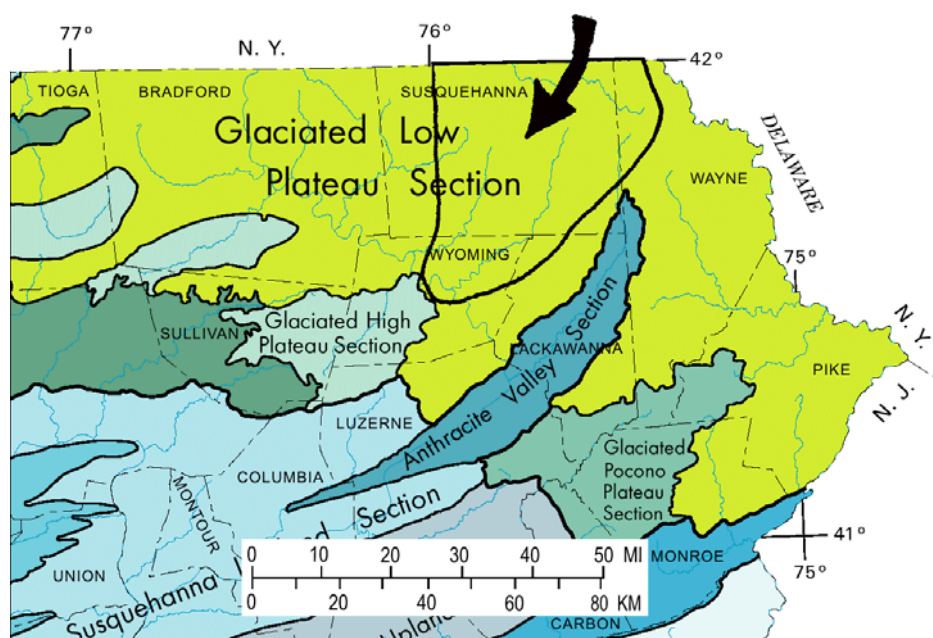 77°
N. Y.
76°
42°
TIOGA
BRADFORD
SUSQUEHANNA
Glaciated Low
Plateau Section
DELAWARE
WAYNE
WYOMING
75°
SULLIVAN
Glaciated High
Plateau Section
LACKAWANNA
Anthracite Valley Section
N. Y.
N. J.
PIKE
LUZERNE
Glaciated
Pocono
Plateau
Section
COLUMBIA
MONTOUR
41°
75°
UNION
Susquehanna
Section
MONROE
CARBON
0 10 20 30 40 50 MI
0 20 40 60 80 KM